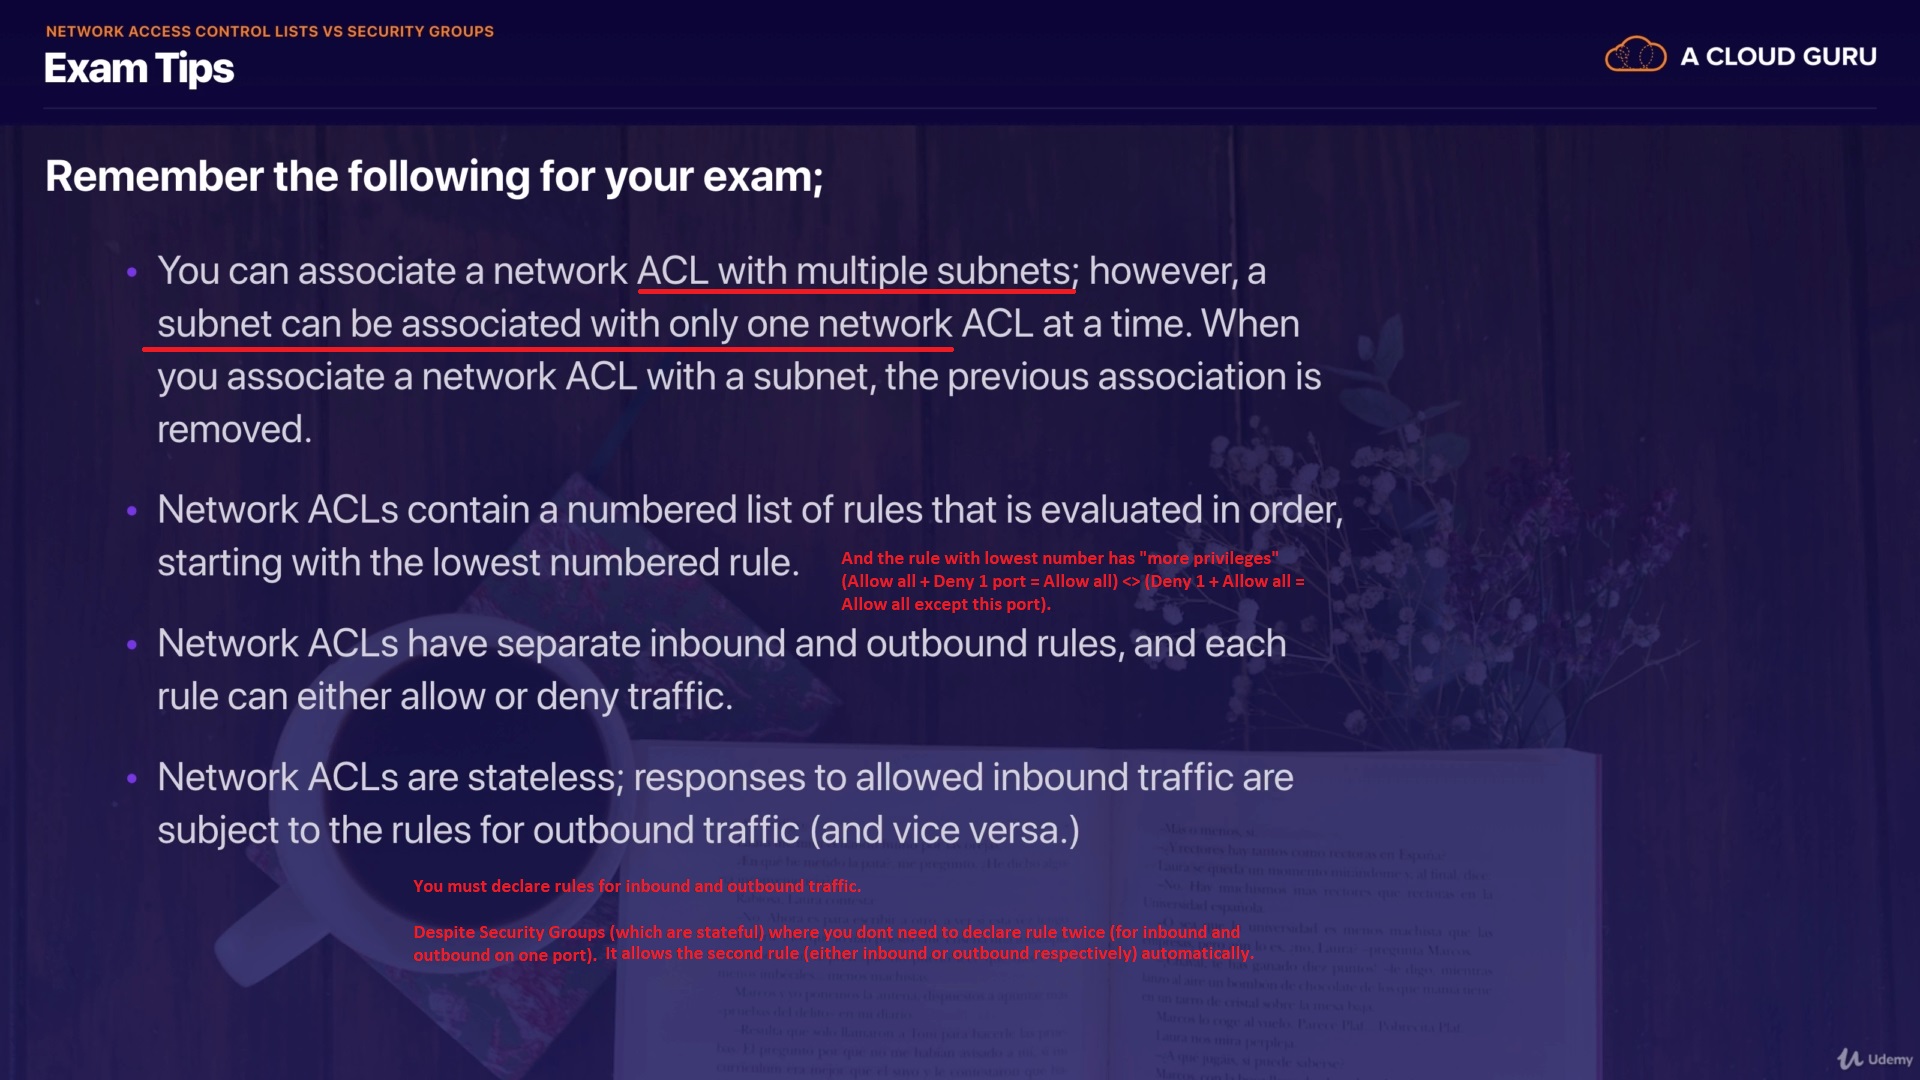 NETWORK ACCESS CONTROL LISTS VS SECURITY GROUPS
Exam Tips
A CLOUD GURU
Remember the following for your exam;
• You can associate a network ACL with multiple subnets; however, a
subnet can be associated with only one network ACL at a time. When
you associate a network ACL with a subnet, the previous association is
removed.
• Network ACLs contain a numbered list of rules that is evaluated in order,
starting with the lowest numbered rule.
And the rule with lowest number has "more privileges"
(Allow all + Deny 1 port = Allow all) <> (Deny 1 + Allow all =
Allow all except this port).
• Network ACLs have separate inbound and outbound rules, and each
rule can either allow or deny traffic.
• Network ACLs are stateless; responses to allowed inbound traffic are
subject to the rules for outbound traffic (and vice versa.)
You must declare rules for inbound and outbound traffic.
Despite Security Groups (which are stateful) where you dont need to declare rule twice (for inbound and
outbound on one port). It allows the second rule (either inbound or outbound respectively) automatically.
Udemy